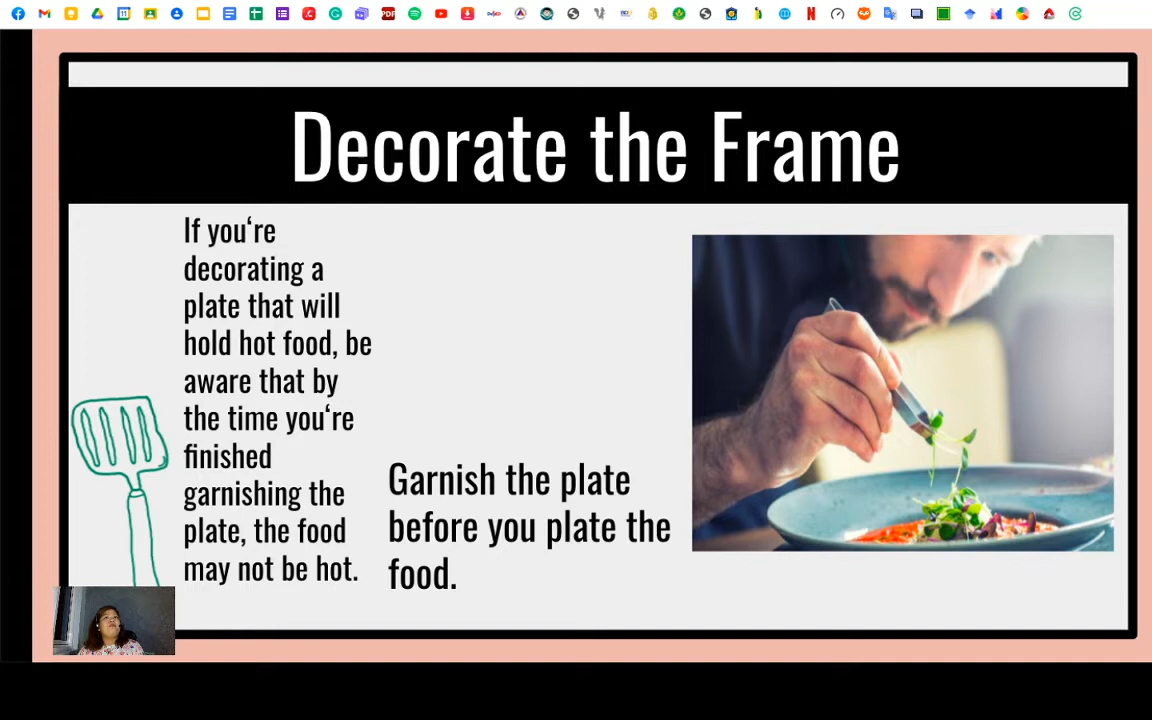 Decorate the Frame
If you‘re
decorating a
plate that will
hold hot food, be
aware that by
the time you‘re
finished
garnishing the
plate, the food
may not be hot.
Garnish the plate
before you plate the
food.